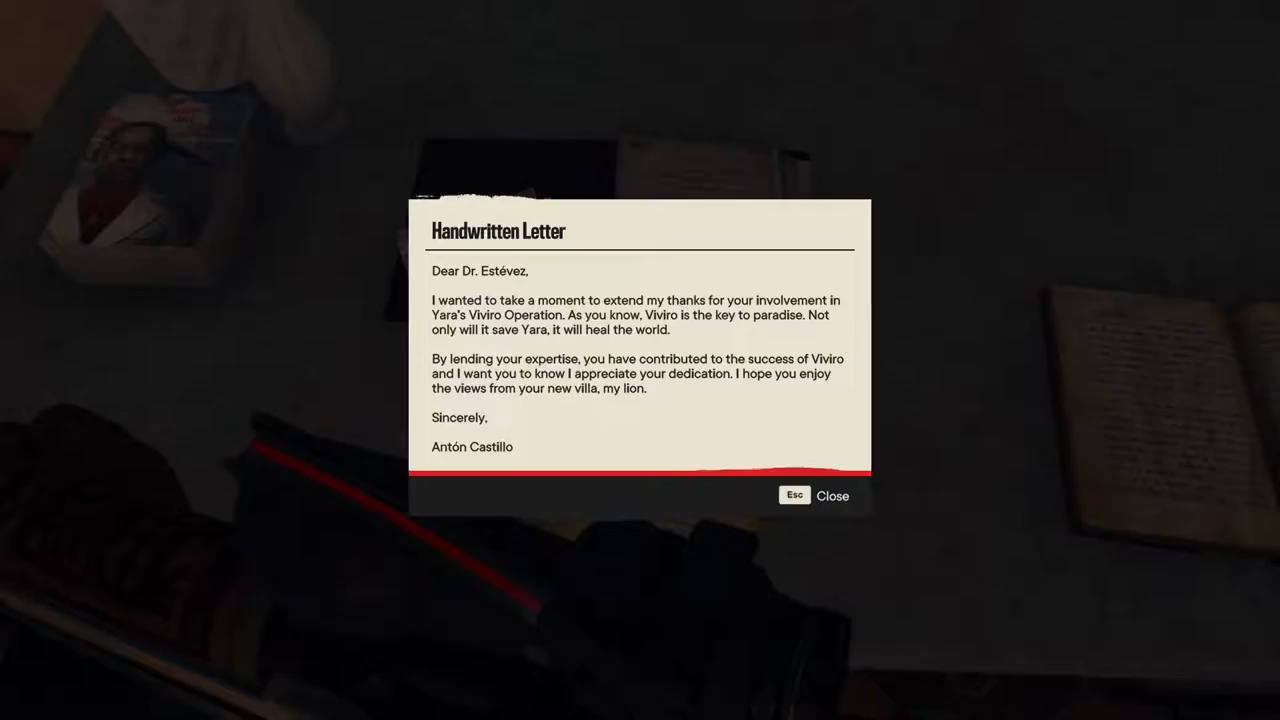 Handwritten Letter
Dear Dr. Estévez,
I wanted to take a moment to extend my thanks for your involvement in
Yara's Viviro Operation. As you know, Viviro is the key to paradise. Not
only will it save Yara, it will heal the world.
By lending your expertise, you have contributed to the success of Viviro
and I want you to know I appreciate your dedication. I hope you enjoy
the views from your new villa, my lion.
Sincerely,
Antón Castillo
Esc Close